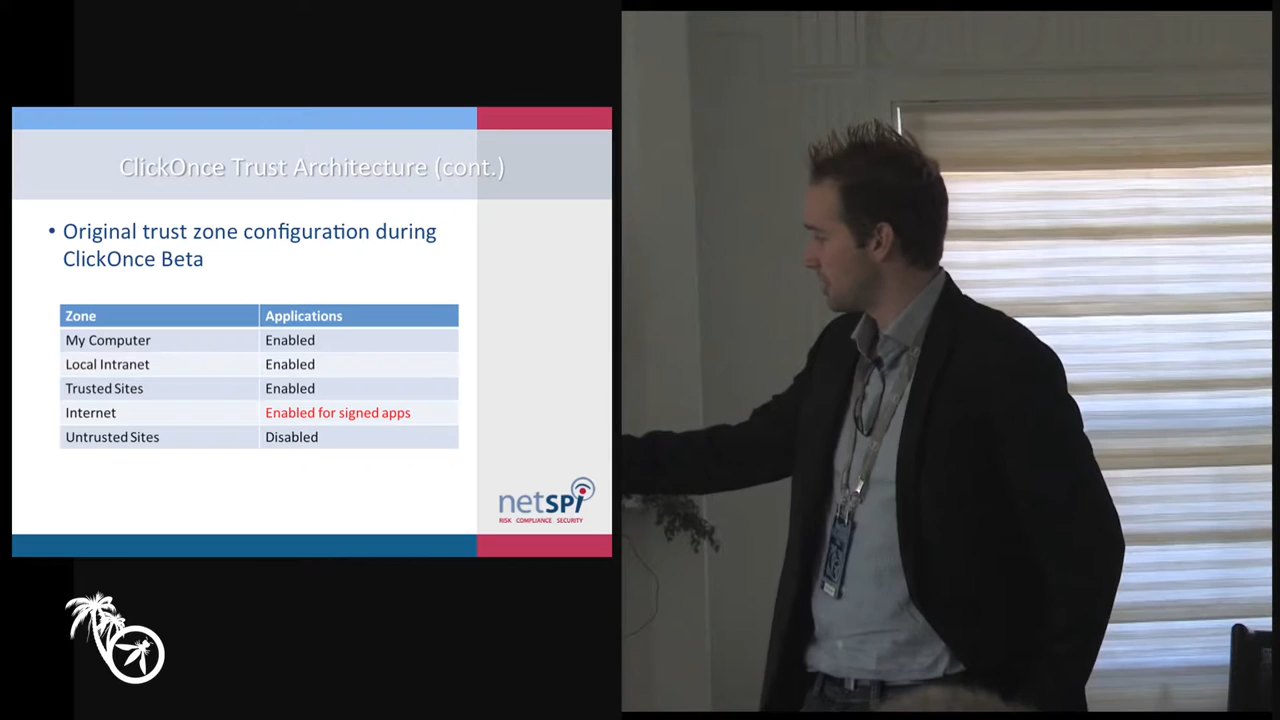 ClickOnce Trust Architecture (cont.)
• Original trust zone configuration during
ClickOnce Beta
Zone Applications
My Computer Enabled
Local Intranet Enabled
Trusted Sites Enabled
Internet Enabled for signed apps
Untrusted Sites Disabled
netSPI
RISK COMPLIANCE SECURITY